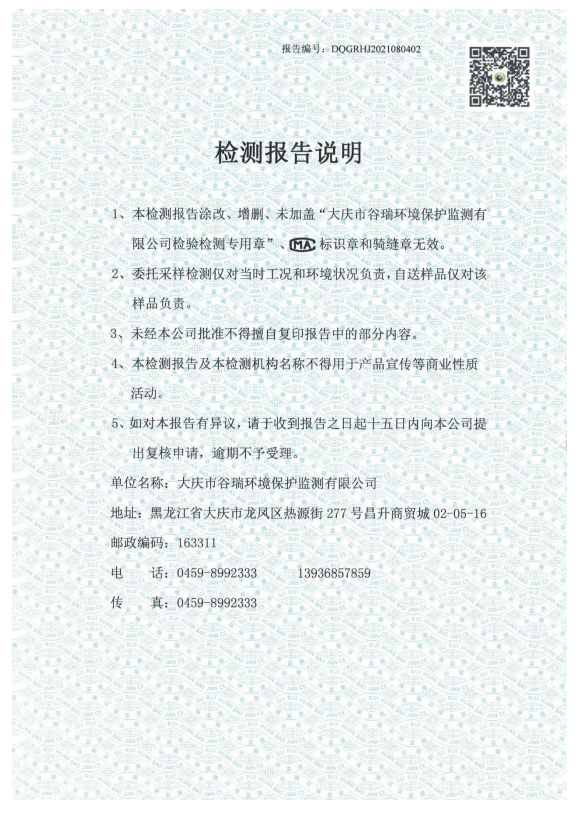 报告编号：DQGRHJ2021080402
检测报告说明
1、本检测报告涂改、增删、未加盖“大庆市谷瑞环境保护监测有
限公司检验检测专用章”、MA 标识章和骑缝章无效。
2、委托采样检测仅对当时工况和环境状况负责，自送样品仅对该
样品负责。
3、未经本公司批准不得擅自复印报告中的部分内容。
4、本检测报告及本检测机构名称不得用于产品宣传等商业性质
活动。
5、如对本报告有异议，请于收到报告之日起十五日内向本公司提
出复核申请，逾期不予受理。
单位名称：大庆市谷瑞环境保护监测有限公司
地址：黑龙江省大庆市龙凤区热源街 277 号昌升商贸城 02-05-16
邮政编码：163311
电　　话：0459-8992333　　13936857859
传　　真：0459-8992333